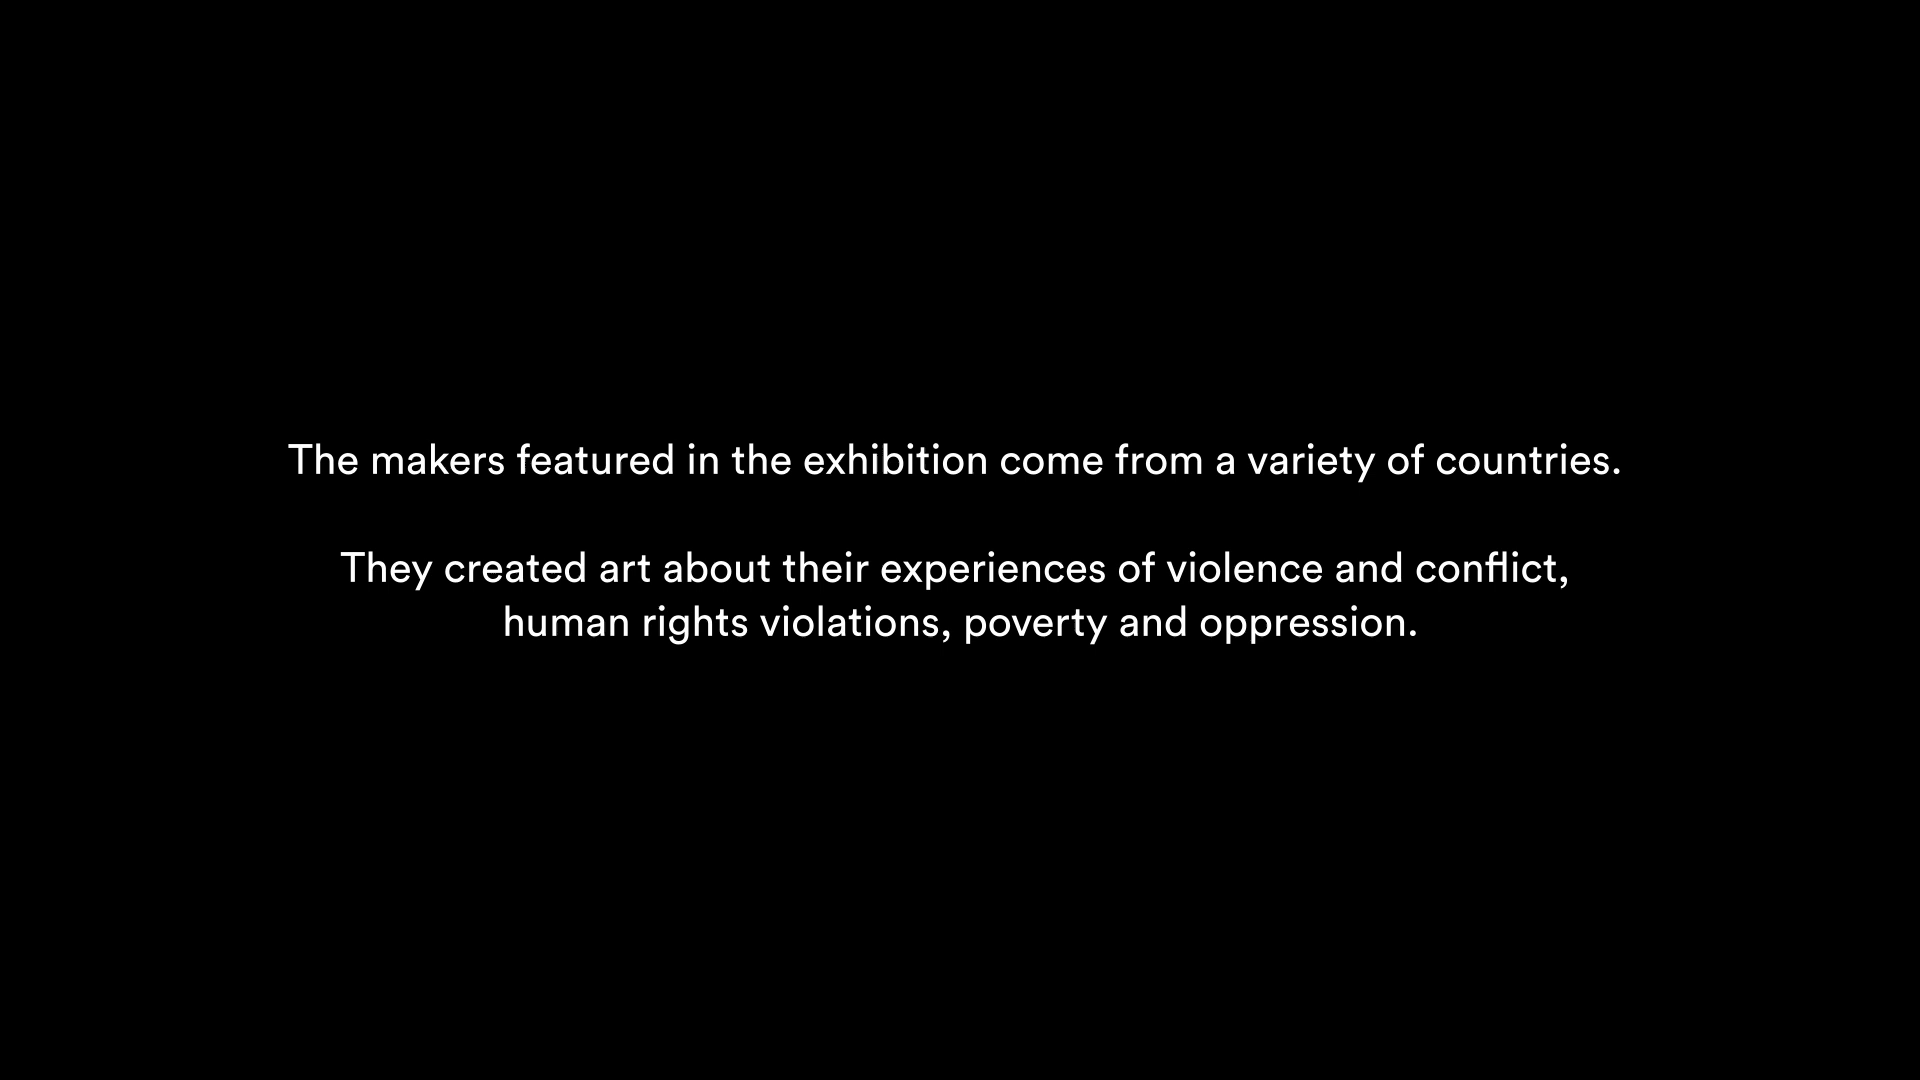 The makers featured in the exhibition come from a variety of countries.
They created art about their experiences of violence and conflict,
human rights violations, poverty and oppression.